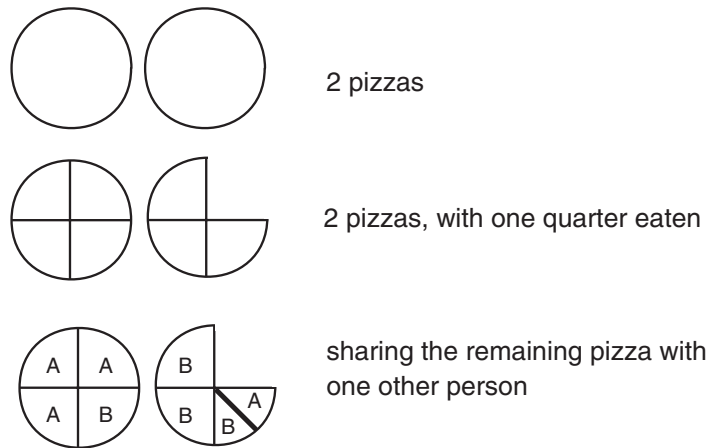 2 pizzas
2 pizzas, with one quarter eaten
A A B
A B B B A
sharing the remaining pizza with
one other person